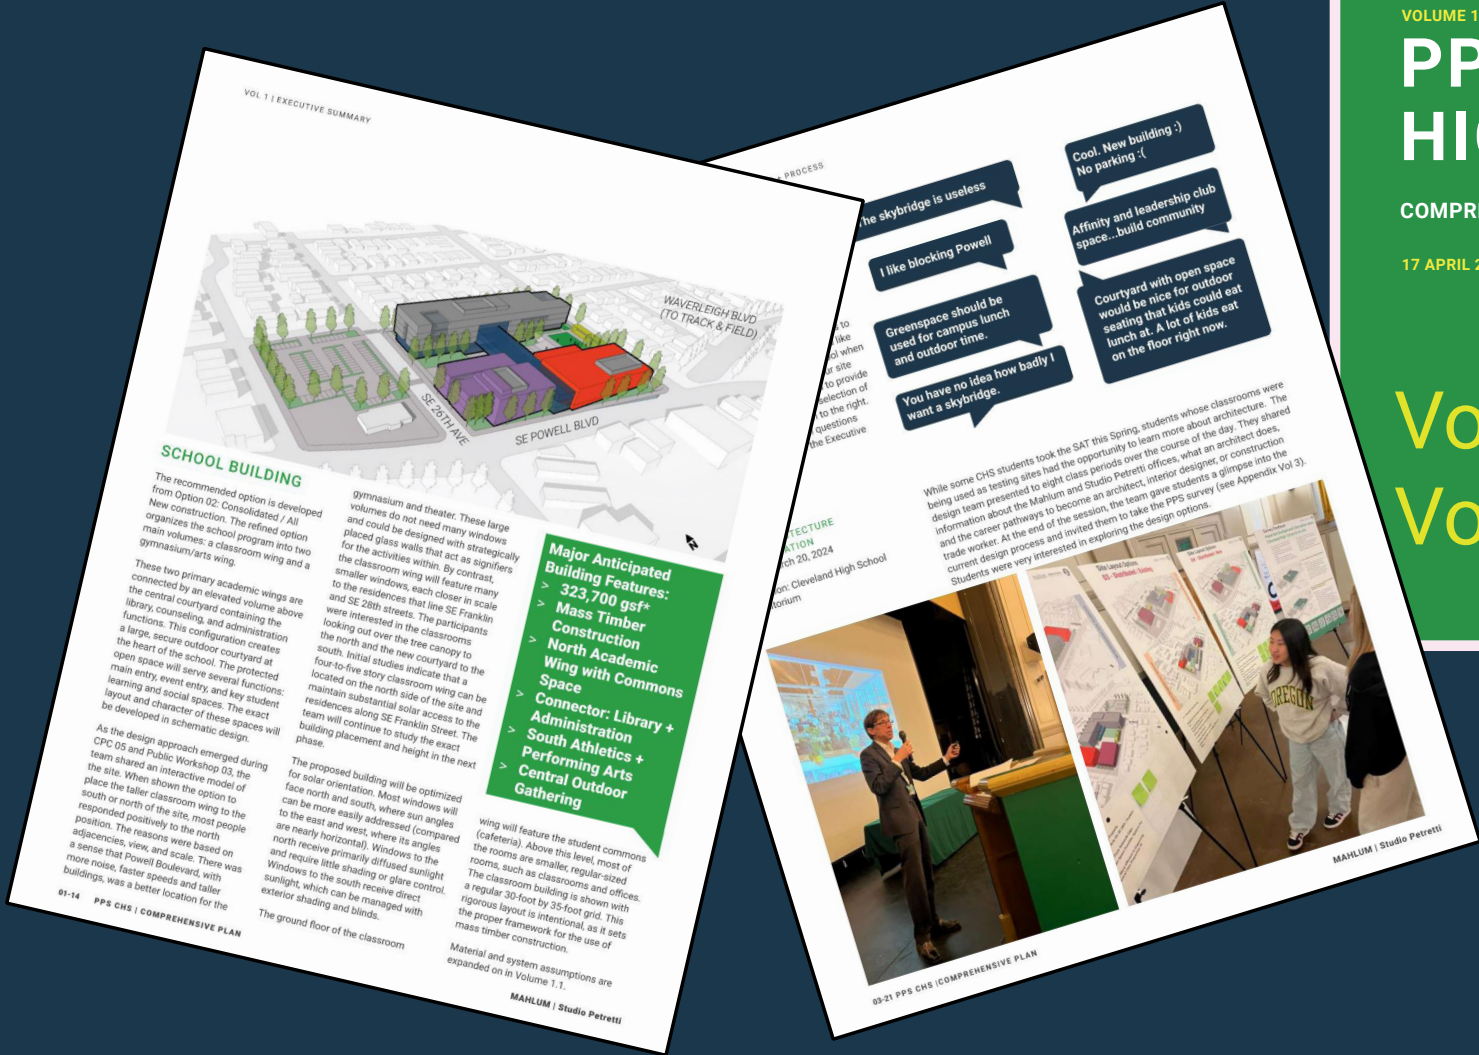 VOL 1 | EXECUTIVE SUMMARY
WAVERLEIGH BLVD
(TO TRACK & FIELD)
SE 26TH AVE
SE POWELL BLVD
N
SCHOOL BUILDING
The recommended option is developed
from Option 02: Consolidated / All
New construction. The refined option
organizes the school program into two
main volumes: a classroom wing and a
gymnasium/arts wing.
These two primary academic wings are
connected by an elevated volume above
the central courtyard containing the
library, counseling, and administration
functions. This configuration creates
a large, secure outdoor courtyard at
the heart of the school. The protected
open space will serve several functions:
main entry, event entry, and key student
learning and social spaces. The exact
layout and character of these spaces will
be developed in schematic design.
As the design approach emerged during
CPC 05 and Public Workshop 03, the
team shared an interactive model of
the site. When shown the option to
place the taller classroom wing to the
south or north of the site, most people
responded positively to the north
position. The reasons were based on
adjacencies, view, and scale. There was
a sense that Powell Boulevard, with
more noise, faster speeds and taller
buildings, was a better location for the
gymnasium and theater. These large
volumes do not need many windows
and could be designed with strategically
placed glass walls that act as signifiers
for the activities within. By contrast,
the classroom wing will feature many
smaller windows, each closer in scale
to the residences that line SE Franklin
and SE 28th streets. The participants
were interested in the classrooms
looking out over the tree canopy to
the north and the new courtyard to the
south. Initial studies indicate that a
four-to-five story classroom wing can be
located on the north side of the site and
maintain substantial solar access to the
residences along SE Franklin Street. The
team will continue to study the exact
building placement and height in the next
phase.
The proposed building will be optimized
for solar orientation. Most windows will
face north and south, where sun angles
can be more easily addressed (compared
to the east and west, where its angles
are nearly horizontal). Windows to the
north receive primarily diffused sunlight
and require little shading or glare control.
Windows to the south receive direct
sunlight, which can be managed with
exterior shading and blinds.
The ground floor of the classroom
Major Anticipated
Building Features:
> 323,700 gsf*
> Mass Timber
Construction
> North Academic
Wing with Commons
Space
> Connector: Library +
Administration
> South Athletics +
Performing Arts
> Central Outdoor
Gathering
wing will feature the student commons
(cafeteria). Above this level, most of
the rooms are smaller, regular-sized
rooms, such as classrooms and offices.
The classroom building is shown with
a regular 30-foot by 35-foot grid. This
rigorous layout is intentional, as it sets
the proper framework for the use of
mass timber construction.
Material and system assumptions are
expanded on in Volume 1.1.
01-14 PPS CHS | COMPREHENSIVE PLAN
MAHLUM | Studio Petretti
PROCESS
The skybridge is useless
I like blocking Powell
Greenspace should be
used for campus lunch
and outdoor time.
You have no idea how badly I
want a skybridge.
Cool. New building :)
No parking :(
Affinity and leadership club
space...build community
Courtyard with open space
would be nice for outdoor
seating that kids could eat
lunch at. A lot of kids eat
on the floor right now.
to
like
ol when
ur site
to provide
selection of
to the right.
questions
the Executive
While some CHS students took the SAT this Spring, students whose classrooms were
being used as testing sites had the opportunity to learn more about architecture. The
design team presented to eight class periods over the course of the day. They shared
information about the Mahlum and Studio Petretti offices, what an architect does,
and the career pathways to become an architect, interior designer, or construction
trade worker. At the end of the session, the team gave students a glimpse into the
current design process and invited them to take the PPS survey (see Appendix Vol 3).
Students were very interested in exploring the design options.
TECTURE
ATION
rch 20, 2024
on: Cleveland High School
itorium
Site Layout Options
OREGON
03-21 PPS CHS |COMPREHENSIVE PLAN
MAHLUM | Studio Petretti
VOLUME 1
PP
HIG
COMPRE
17 APRIL 2
Vo
Vo